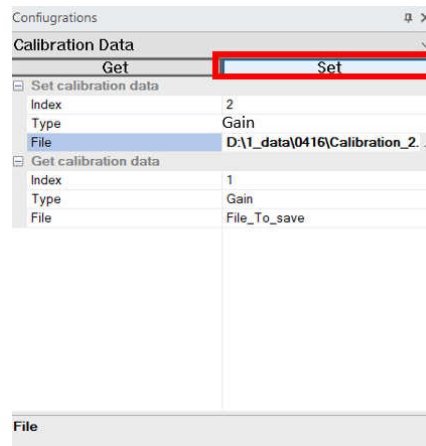 Confiugrations
Calibration Data
Get Set
Set calibration data
Index 2
Type Gain
File D:\1_data\0416\Calibration_2.
Get calibration data
Index 1
Type Gain
File File_To_save
File